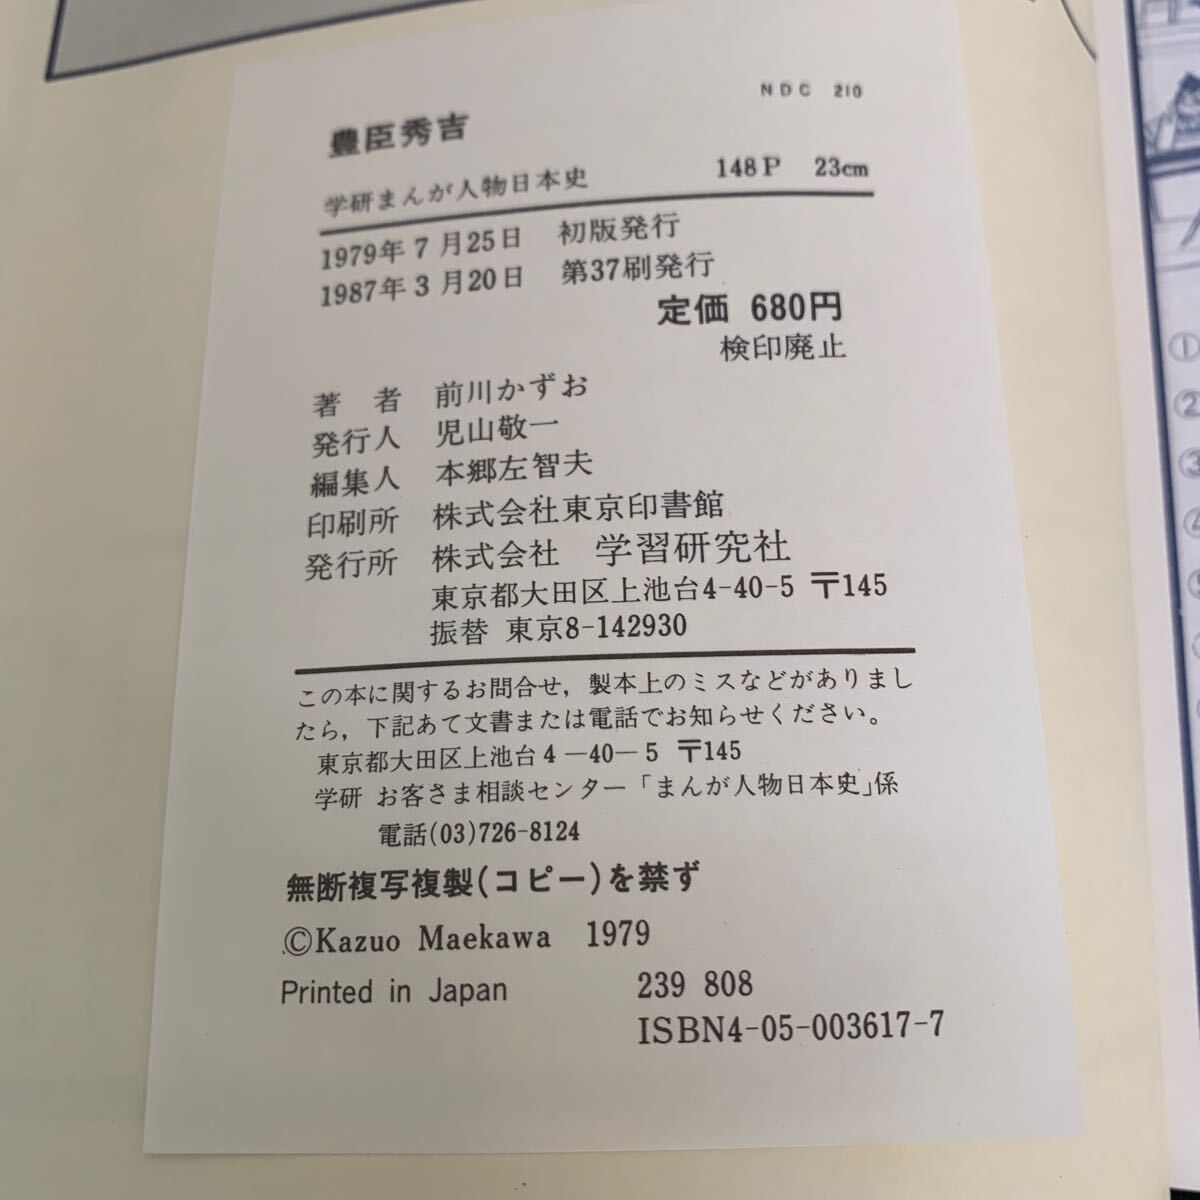 NDC 210
豊臣秀吉
学研まんが人物日本史 148P 23cm
1979年7月25日 初版発行
1987年3月20日 第37刷発行
定価 680円
検印廃止
著者 前川かずお
発行人 児山敬一
編集人 本郷左智夫
印刷所 株式会社東京印書館
発行所 株式会社 学習研究社
東京都大田区上池台4-40-5 〒145
振替 東京8-142930
この本に関するお問合せ, 製本上のミスなどがありまし
たら, 下記あて文書または電話でお知らせください。
東京都大田区上池台4-40-5 〒145
学研 お客さま相談センター「まんが人物日本史」係
電話(03)726-8124
無断複写複製(コピー)を禁ず
©Kazuo Maekawa 1979
Printed in Japan 239 808
ISBN4-05-003617-7
①
②
③